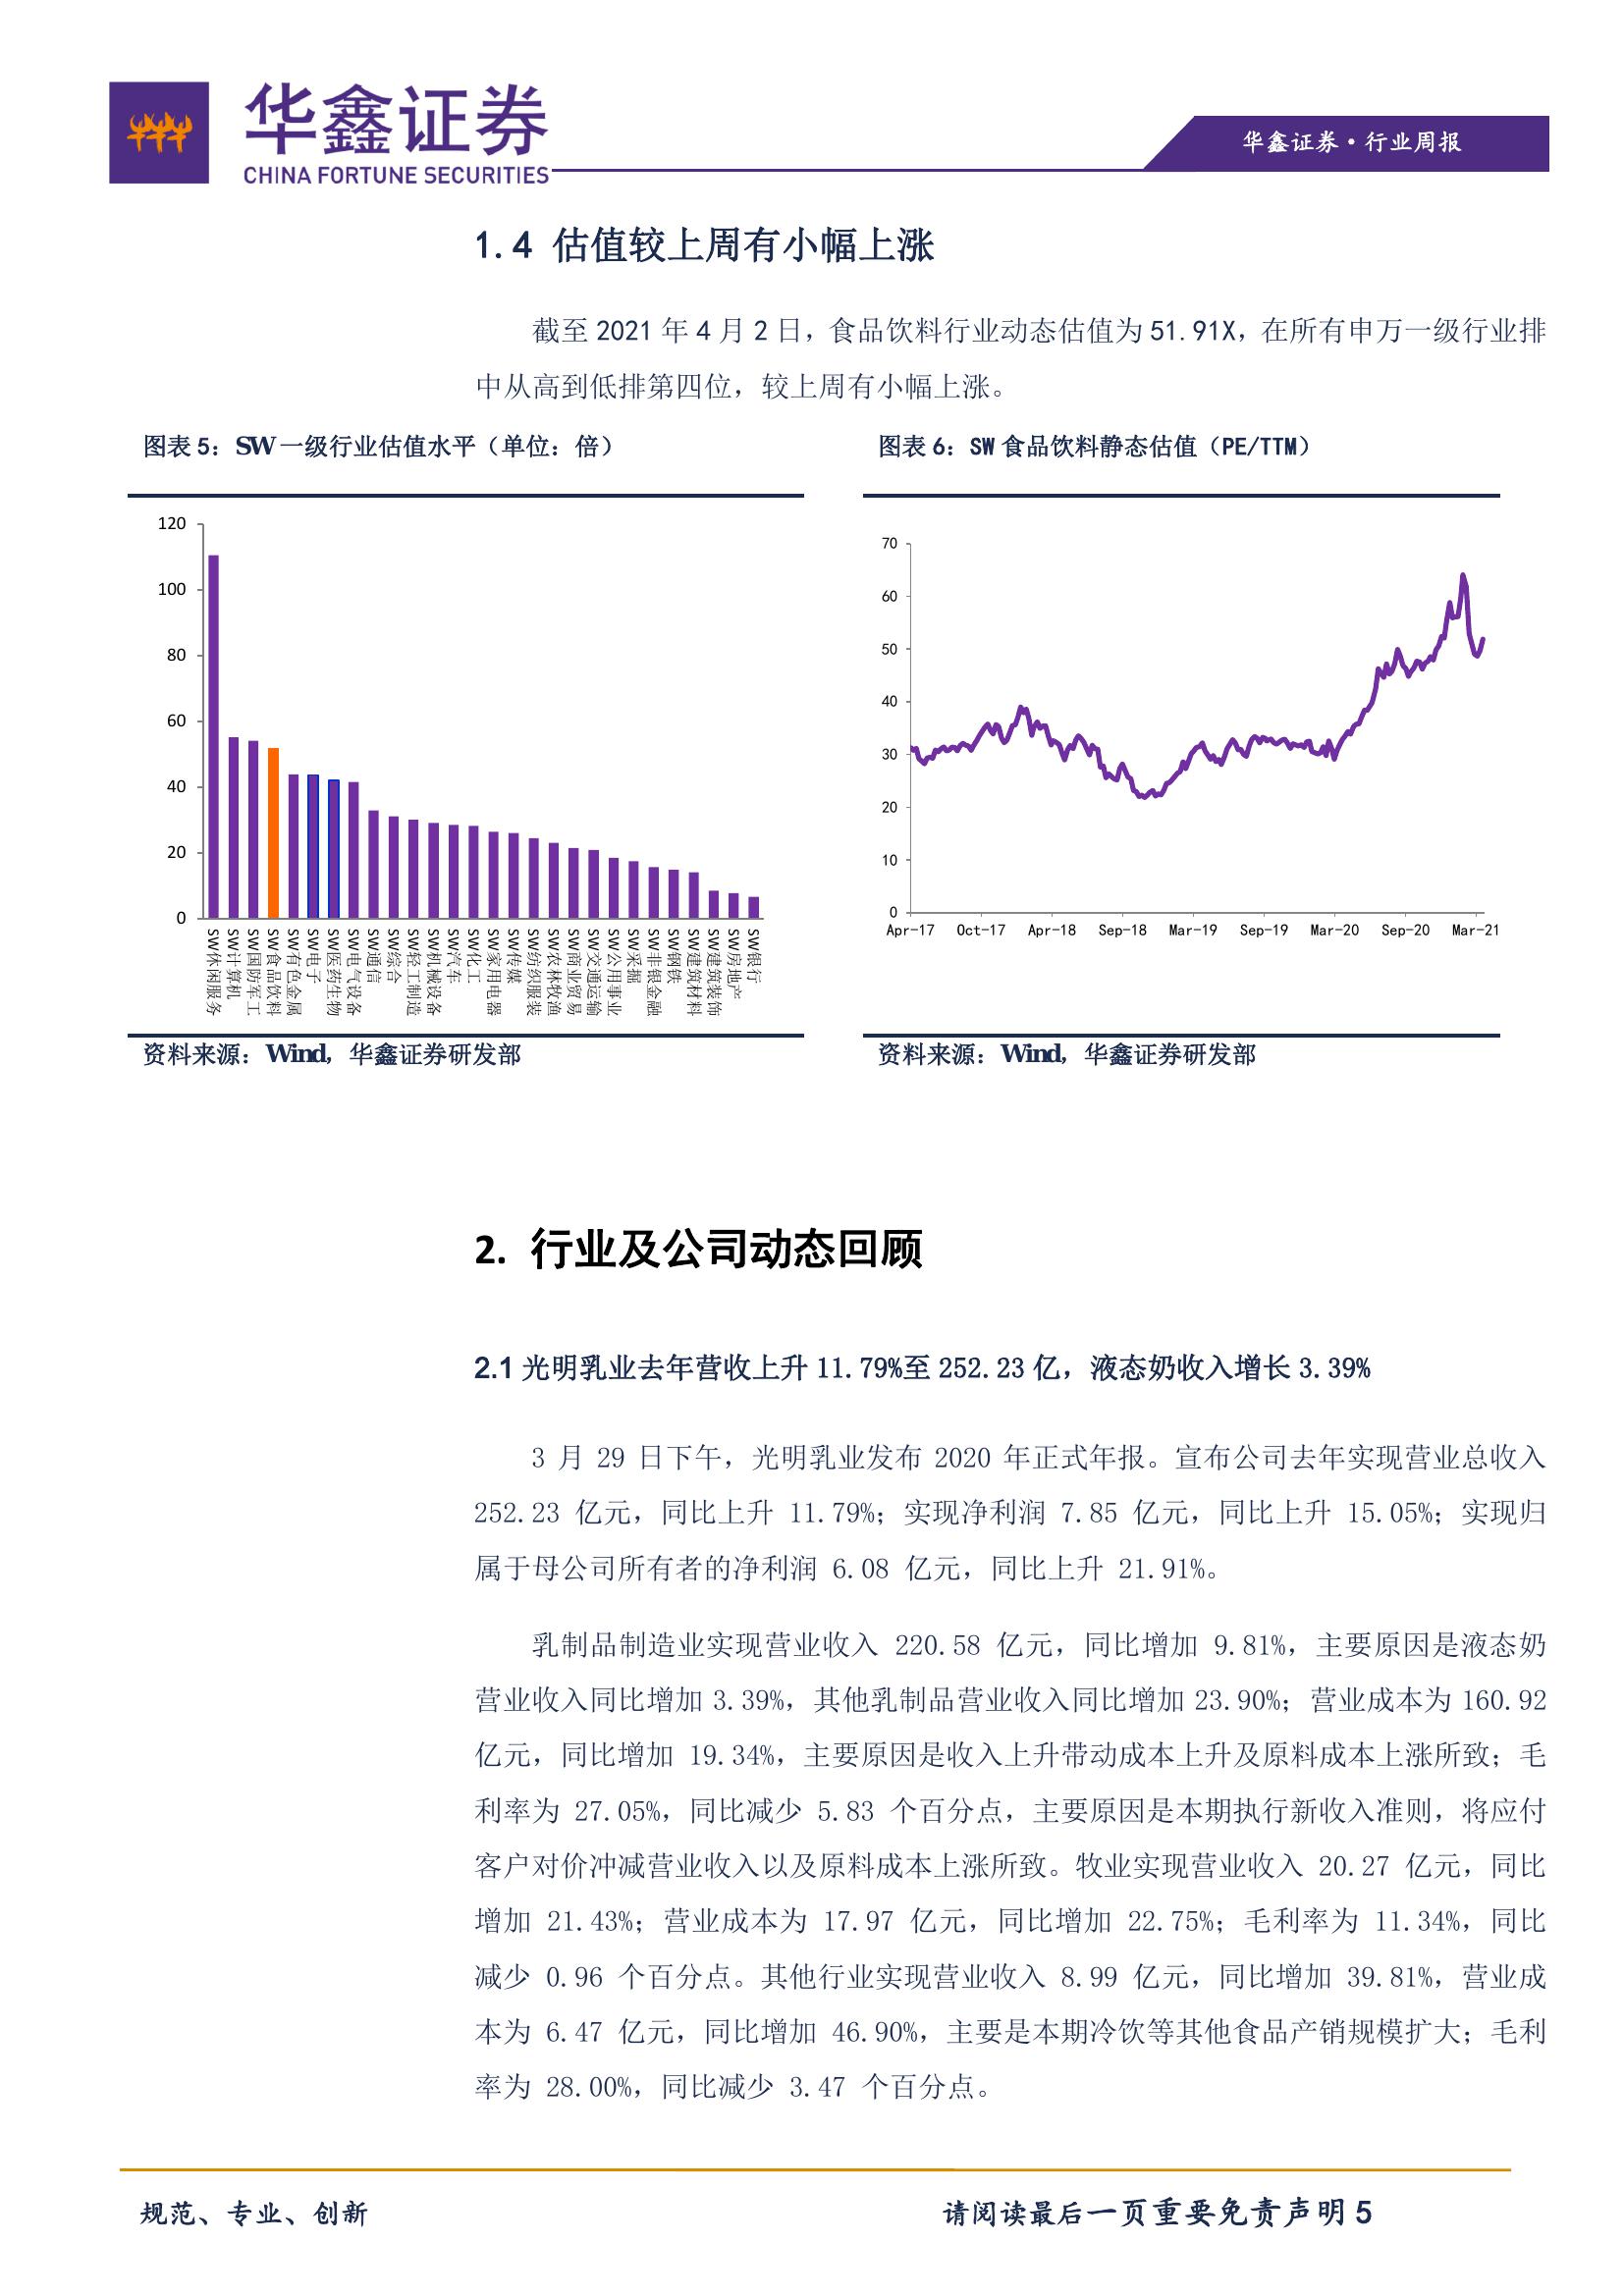 华鑫证券
CHINA FORTUNE SECURITIES
华鑫证券·行业周报
1.4 估值较上周有小幅上涨
截至 2021 年 4 月 2 日，食品饮料行业动态估值为 51.91X，在所有申万一级行业排
中从高到低排第四位，较上周有小幅上涨。
图表 5：SW 一级行业估值水平（单位：倍）
120
100
80
60
40
20
0
SW休闲服务
SW计算机
SW国防军工
SW食品饮料
SW有色金属
SW电子
SW医药生物
SW电气设备
SW通信
SW综合
SW轻工制造
SW机械设备
SW汽车
SW化工
SW家用电器
SW传媒
SW纺织服装
SW农林牧渔
SW商业贸易
SW交通运输
SW公用事业
SW采掘
SW非银金融
SW钢铁
SW建筑材料
SW建筑装饰
SW房地产
SW银行
资料来源：Wind，华鑫证券研发部
图表 6：SW 食品饮料静态估值（PE/TTM）
70
60
50
40
30
20
10
0
Apr-17 Oct-17 Apr-18 Sep-18 Mar-19 Sep-19 Mar-20 Sep-20 Mar-21
资料来源：Wind，华鑫证券研发部
2. 行业及公司动态回顾
2.1 光明乳业去年营收上升 11.79%至 252.23 亿，液态奶收入增长 3.39%
3 月 29 日下午，光明乳业发布 2020 年正式年报。宣布公司去年实现营业总收入
252.23 亿元，同比上升 11.79%；实现净利润 7.85 亿元，同比上升 15.05%；实现归
属于母公司所有者的净利润 6.08 亿元，同比上升 21.91%。
乳制品制造业实现营业收入 220.58 亿元，同比增加 9.81%，主要原因是液态奶
营业收入同比增加 3.39%，其他乳制品营业收入同比增加 23.90%；营业成本为 160.92
亿元，同比增加 19.34%，主要原因是收入上升带动成本上升及原料成本上涨所致；毛
利率为 27.05%，同比减少 5.83 个百分点，主要原因是本期执行新收入准则，将应付
客户对价冲减营业收入以及原料成本上涨所致。牧业实现营业收入 20.27 亿元，同比
增加 21.43%；营业成本为 17.97 亿元，同比增加 22.75%；毛利率为 11.34%，同比
减少 0.96 个百分点。其他行业实现营业收入 8.99 亿元，同比增加 39.81%，营业成
本为 6.47 亿元，同比增加 46.90%，主要是本期冷饮等其他食品产销规模扩大；毛利
率为 28.00%，同比减少 3.47 个百分点。
规范、专业、创新
请阅读最后一页重要免责声明 5